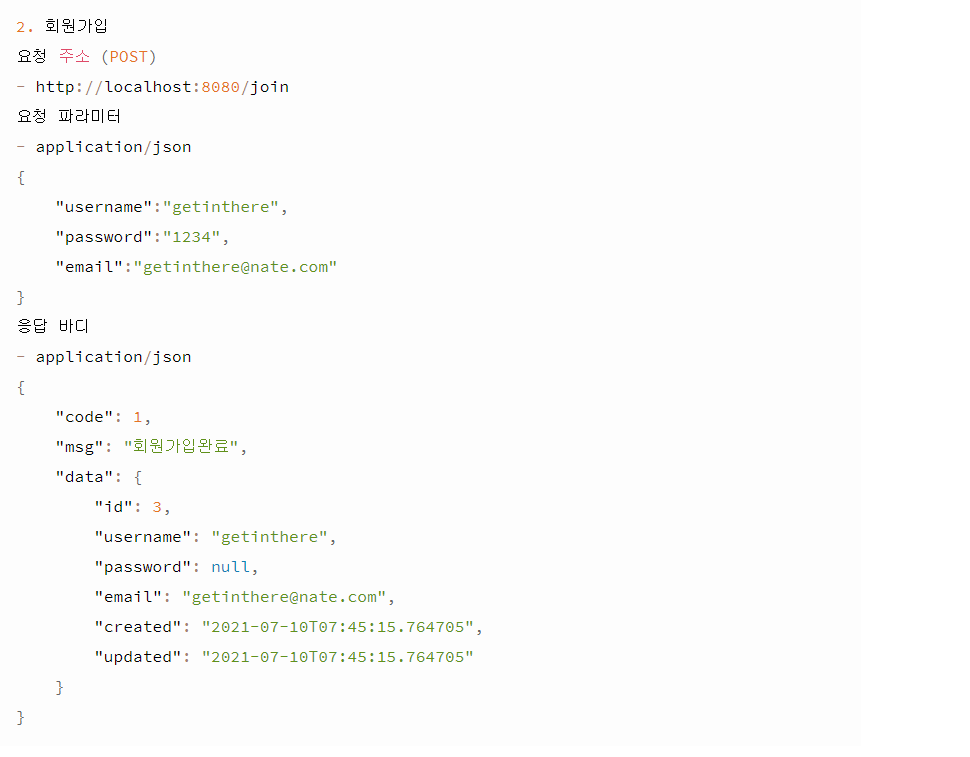 2. 회원가입
요청 주소 (POST)
- http://localhost:8080/join
요청 파라미터
- application/json
{
    "username":"getinthere",
    "password":"1234",
    "email":"getinthere@nate.com"
}
응답 바디
- application/json
{
    "code": 1,
    "msg": "회원가입완료",
    "data": {
        "id": 3,
        "username": "getinthere",
        "password": null,
        "email": "getinthere@nate.com",
        "created": "2021-07-10T07:45:15.764705",
        "updated": "2021-07-10T07:45:15.764705"
    }
}